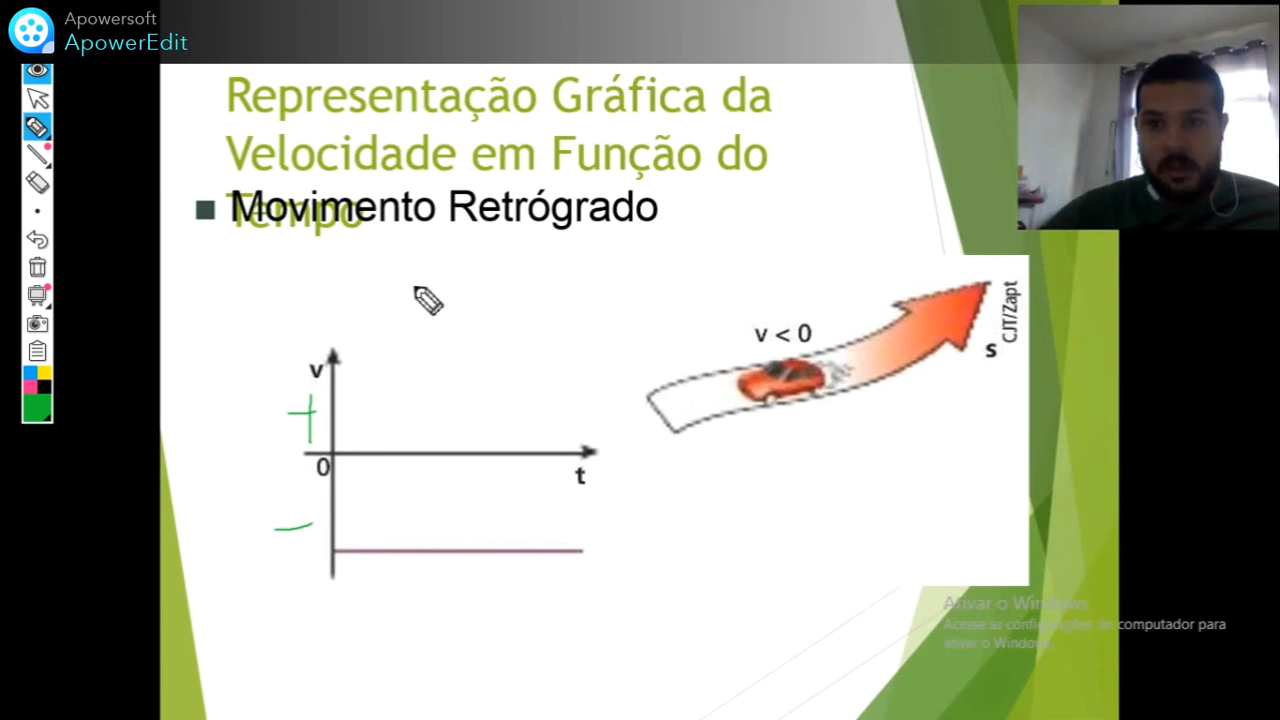 Apowersoft
ApowerEdit
Representação Gráfica da
Velocidade em Função do
Tempo
Movimento Retrógrado
v
0
t
v < 0
s
CJT/Zapt
Ativar o Windows
Acesse as configurações do computador para
ativar o Windows.